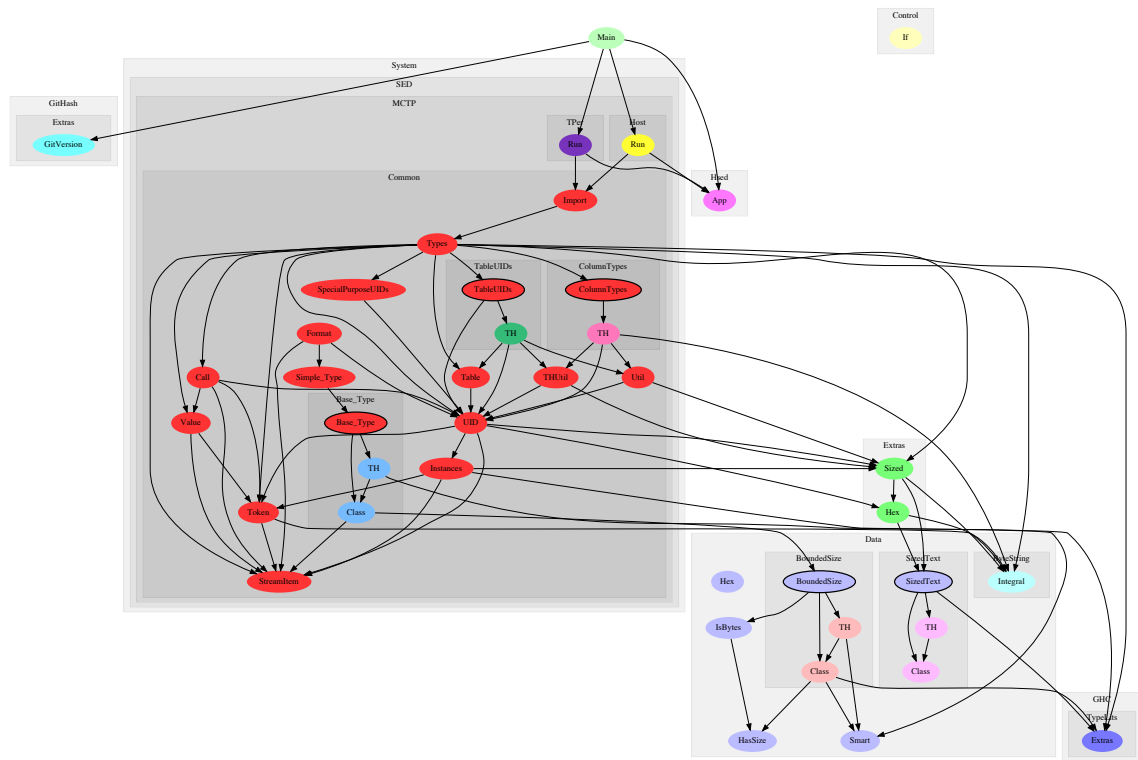 Control
Main
If
System
SED
GitHash
MCTP
Extras
TPer
Host
GitVersion
Run
Run
Common
Hsed
Import
App
Types
TableUIDs
ColumnTypes
SpecialPurposeUIDs
TableUIDs
ColumnTypes
Format
TH
TH
Call
Simple_Type
Table
THUtil
Util
Base_Type
Value
Base_Type
UID
Extras
TH
Instances
Sized
Token
Class
Hex
Data
BoundedSize
SizedText
ByteString
StreamItem
Hex
BoundedSize
SizedText
Integral
IsBytes
TH
TH
Class
Class
GHC
TypeLits
HasSize
Smart
Extras